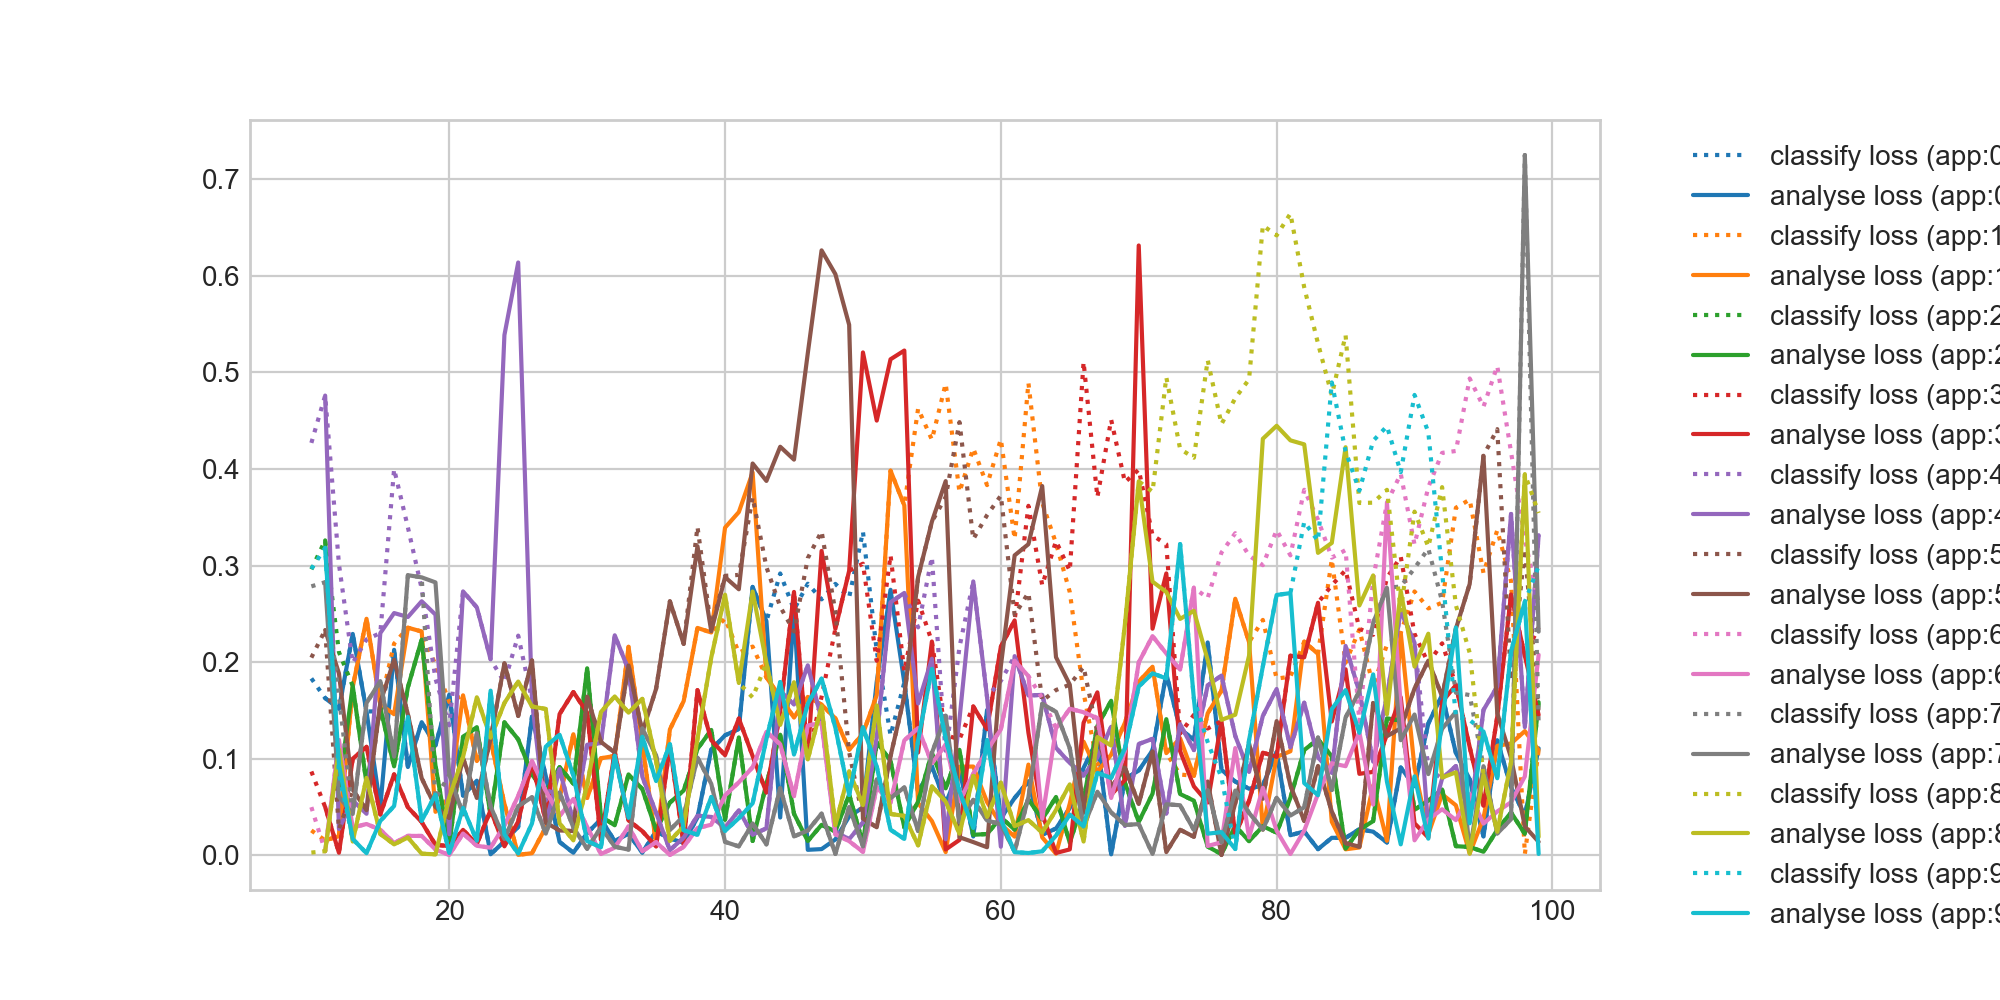 0.7
0.6
0.5
0.4
0.3
0.2
0.1
0.0
20 40 60 80 100
classify loss (app:0
analyse loss (app:0
classify loss (app:1
analyse loss (app:1
classify loss (app:2
analyse loss (app:2
classify loss (app:3
analyse loss (app:3
classify loss (app:4
analyse loss (app:4
classify loss (app:5
analyse loss (app:5
classify loss (app:6
analyse loss (app:6
classify loss (app:7
analyse loss (app:7
classify loss (app:8
analyse loss (app:8
classify loss (app:9
analyse loss (app:9